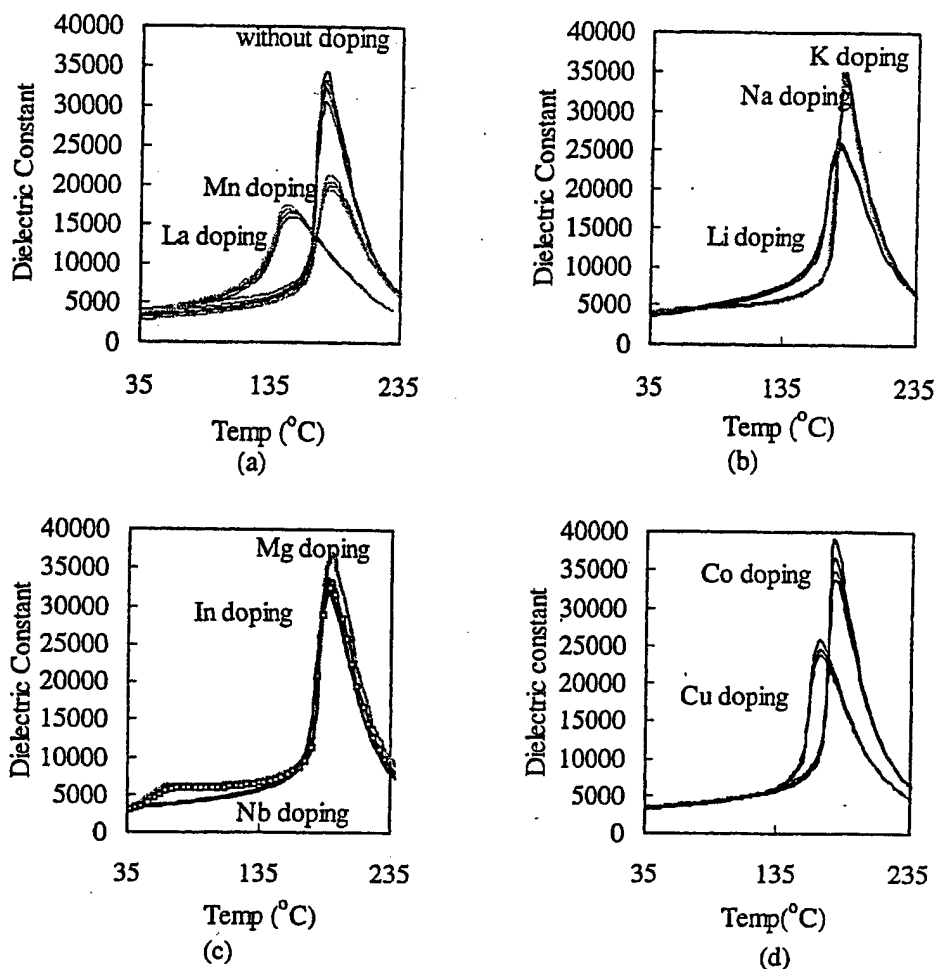 40000
35000
30000
25000
20000
15000
10000
5000
0
Dielectric Constant
without doping
Mn doping
La doping
35
135
235
Temp (°C)
(a)
40000
35000
30000
25000
20000
15000
10000
5000
0
Dielectric Constant
K doping
Na doping
Li doping
35
135
235
Temp (°C)
(b)
40000
35000
30000
25000
20000
15000
10000
5000
0
Dielectric Constant
Mg doping
In doping
Nb doping
35
135
235
Temp (°C)
(c)
40000
35000
30000
25000
20000
15000
10000
5000
0
Dielectric constant
Co doping
Cu doping
35
135
235
Temp(°C)
(d)